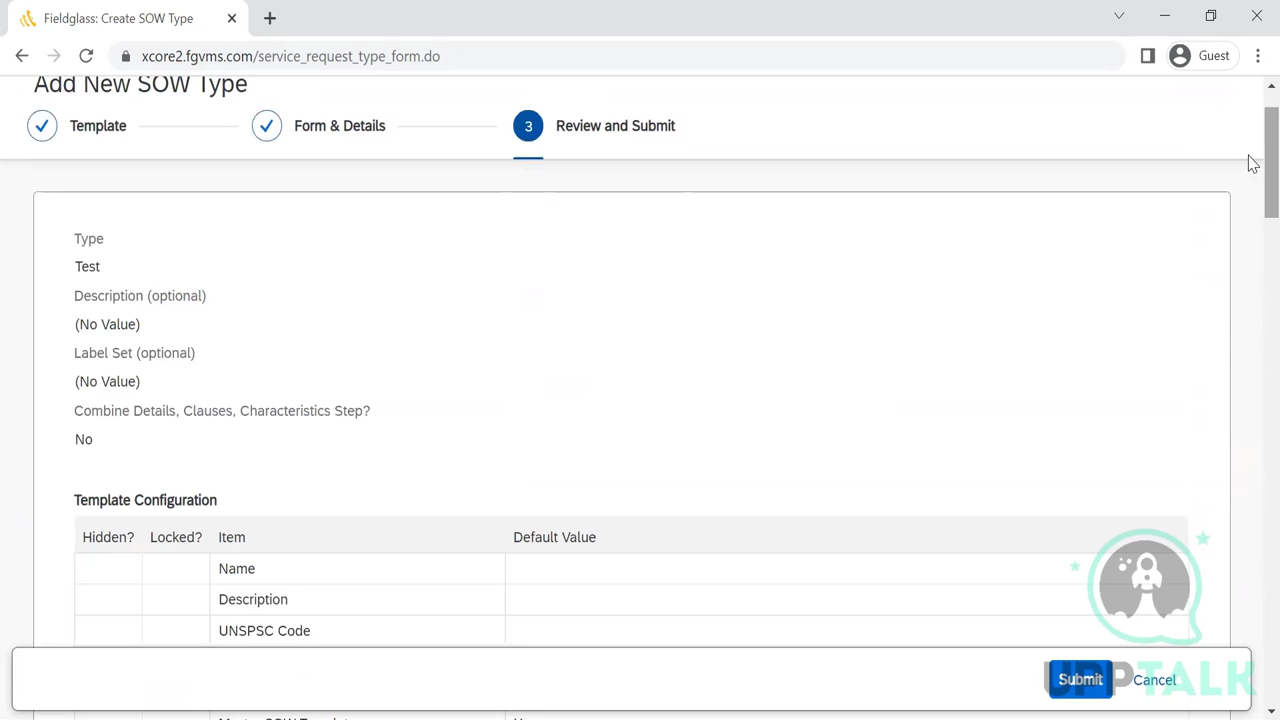 Fieldglass: Create SOW Type
xcore2.fgvms.com/service_request_type_form.do
Guest
Add New SOW Type
Template
Form & Details
3
Review and Submit
Type
Test
Description (optional)
(No Value)
Label Set (optional)
(No Value)
Combine Details, Clauses, Characteristics Step?
No
Template Configuration
Hidden? Locked? Item Default Value
Name
Description
UNSPSC Code
Submit Cancel
UPPTALK